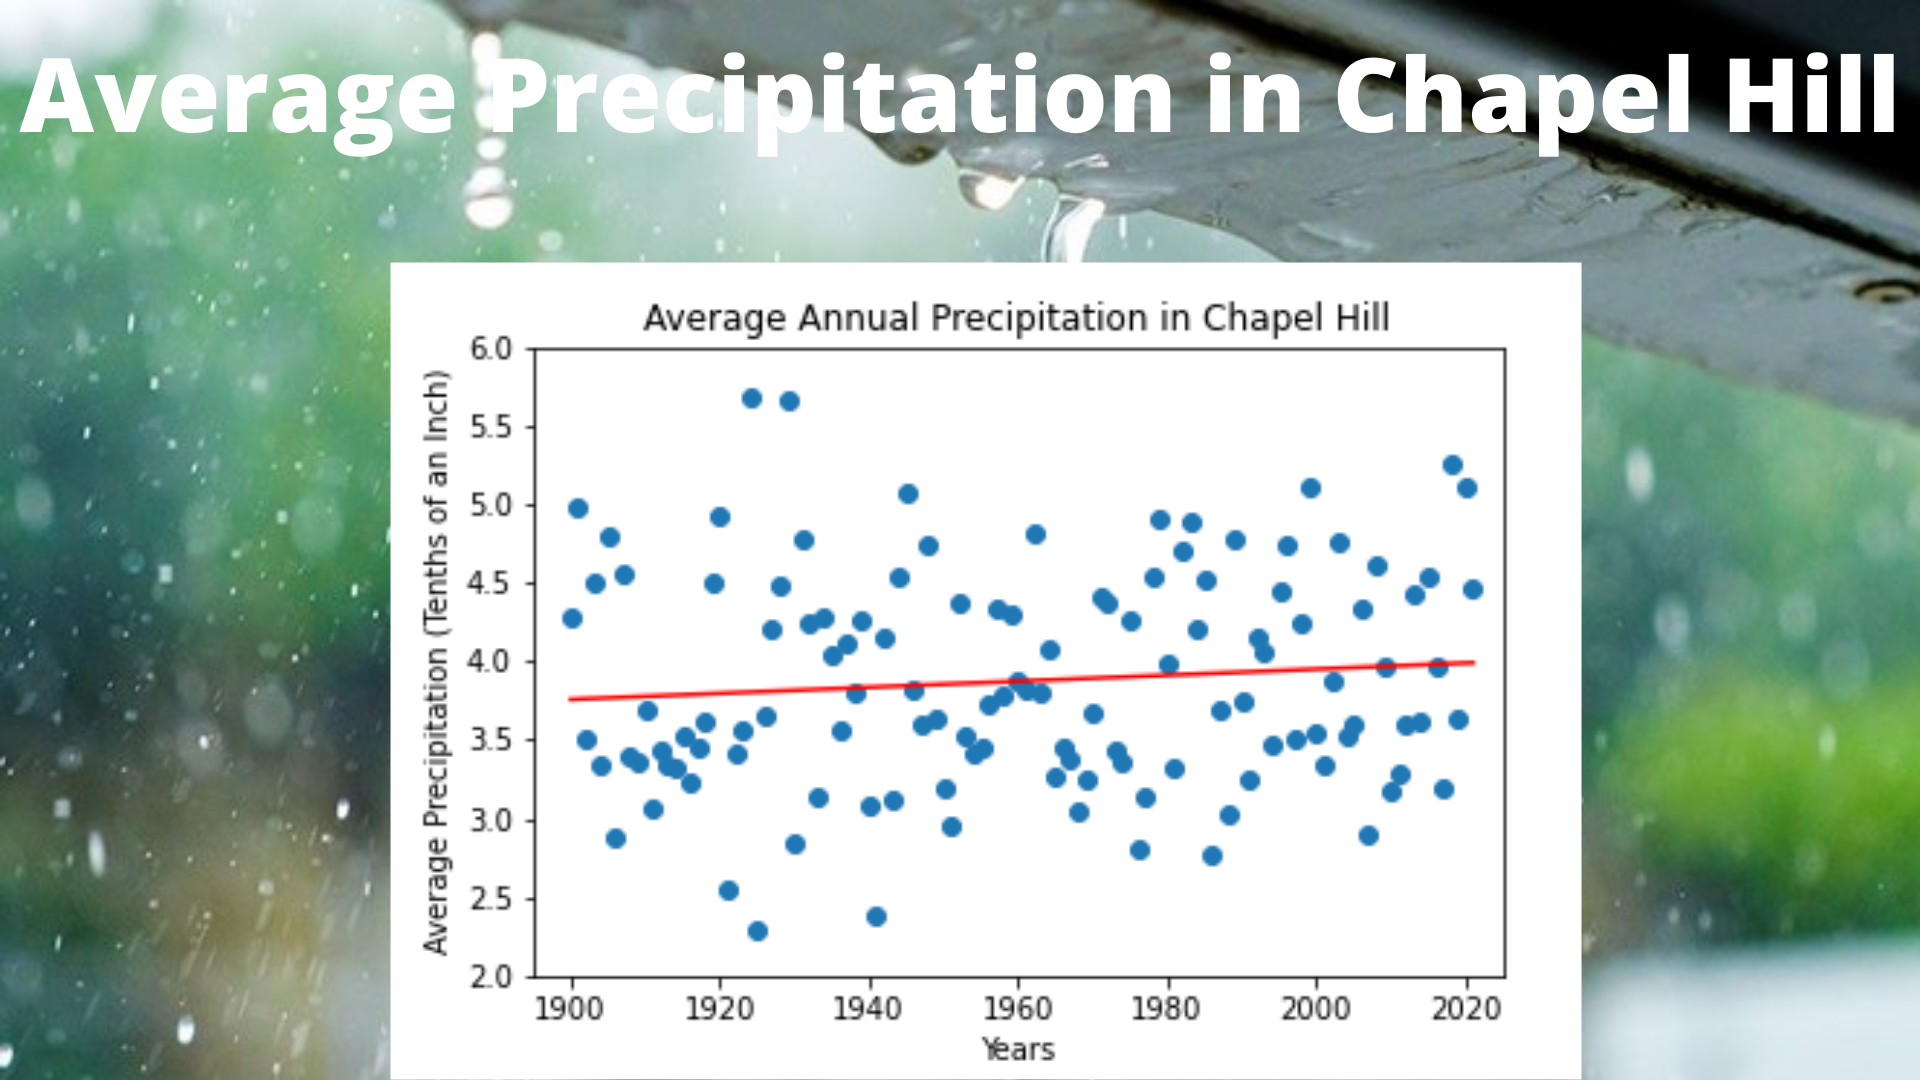 Average Precipitation in Chapel Hill
Average Annual Precipitation in Chapel Hill
Average Precipitation (Tenths of an Inch)
6.0
5.5
5.0
4.5
4.0
3.5
3.0
2.5
2.0
1900 1920 1940 1960 1980 2000 2020
Years